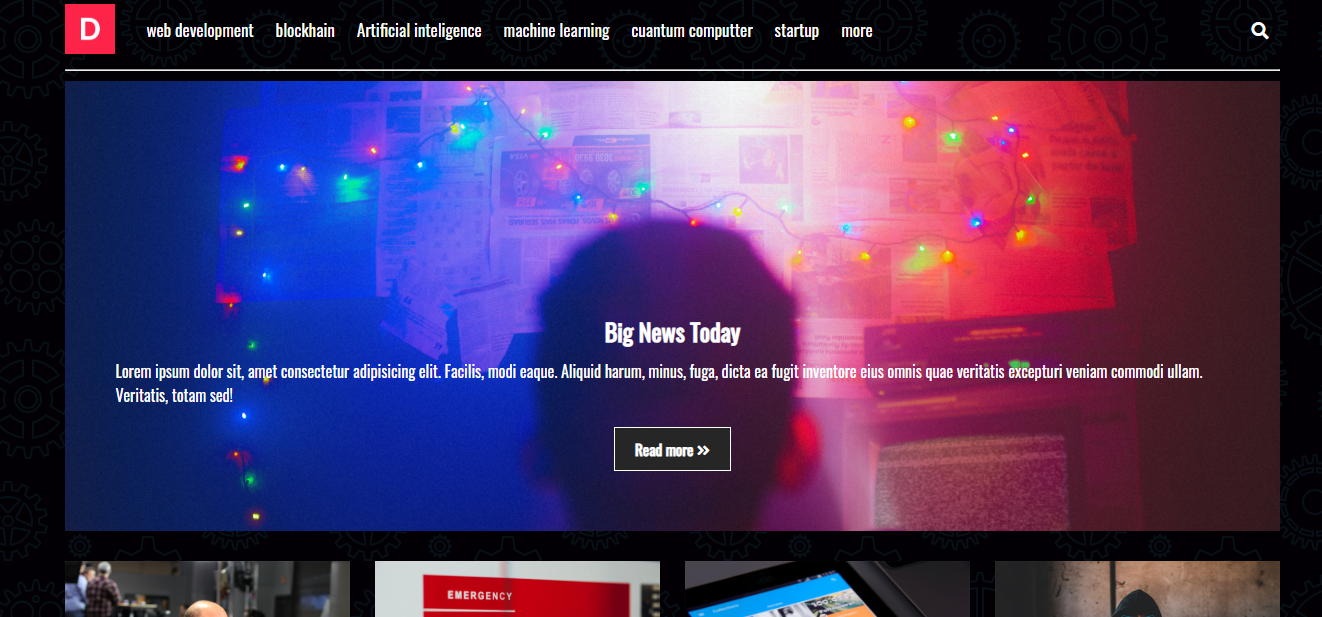 D
web development blockhain Artificial inteligence machine learning cuantum computter startup more
Big News Today
Lorem ipsum dolor sit, amet consectetur adipisicing elit. Facilis, modi eaque. Aliquid harum, minus, fuga, dicta ea fugit inventore eius omnis quae veritatis excepturi veniam commodi ullam.
Veritatis, totam sed!
Read more
EMERGENCY